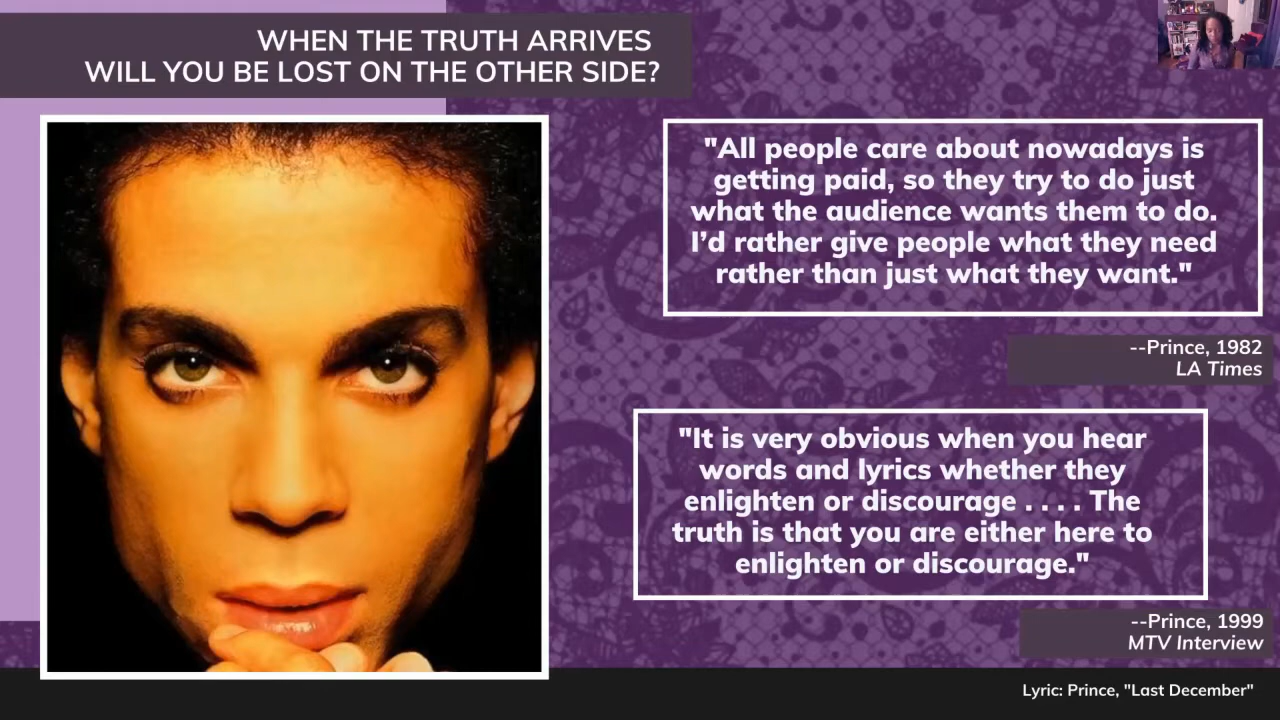 WHEN THE TRUTH ARRIVES
WILL YOU BE LOST ON THE OTHER SIDE?
"All people care about nowadays is
getting paid, so they try to do just
what the audience wants them to do.
I’d rather give people what they need
rather than just what they want."
--Prince, 1982
LA Times
"It is very obvious when you hear
words and lyrics whether they
enlighten or discourage . . . . The
truth is that you are either here to
enlighten or discourage."
--Prince, 1999
MTV Interview
Lyric: Prince, "Last December"